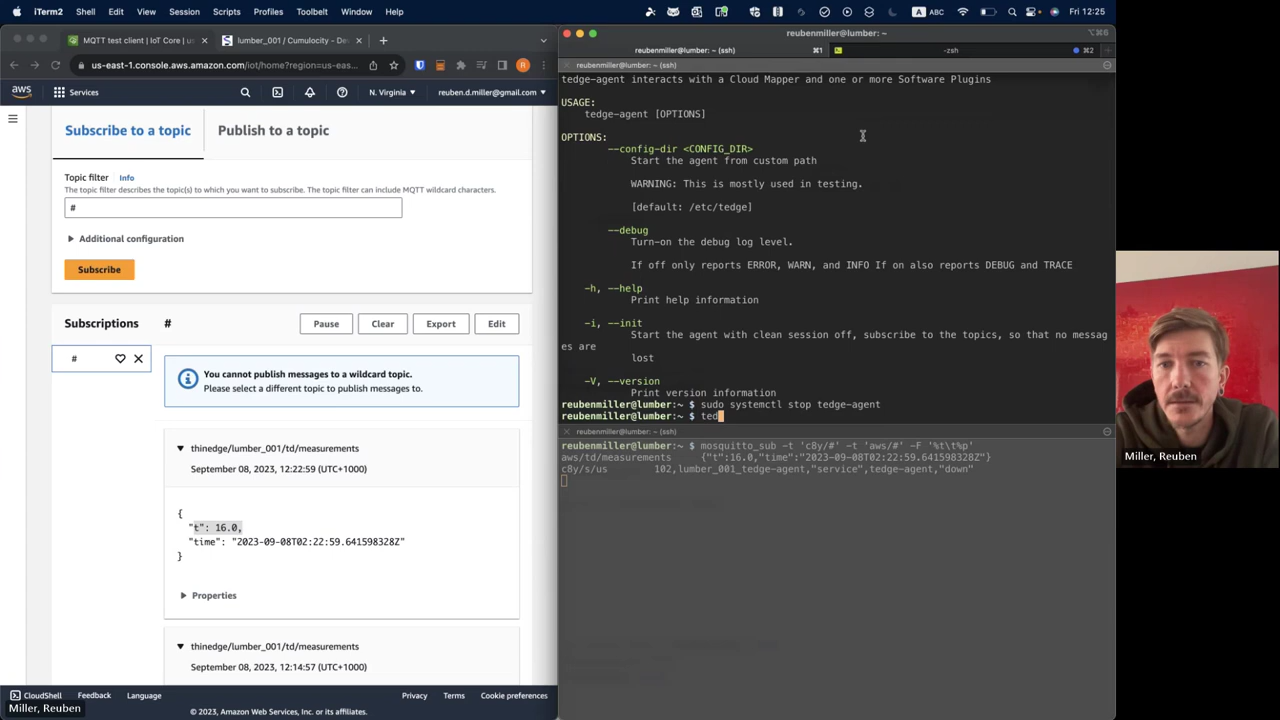 iTerm2 Shell Edit View Session Scripts Profiles Toolbelt Window Help
ABC
Fri 12:25
MQTT test client | IoT Core | us-
lumber_001 / Cumulocity - Dev
us-east-1.console.aws.amazon.com/iot/home?region=us-eas...
R
aws
Services
N. Virginia
reuben.d.miller@gmail.com
Subscribe to a topic
Publish to a topic
Topic filter Info
The topic filter describes the topic(s) to which you want to subscribe. The topic filter can include MQTT wildcard characters.
#
Additional configuration
Subscribe
Subscriptions
#
Pause
Clear
Export
Edit
#
You cannot publish messages to a wildcard topic.
Please select a different topic to publish messages to.
thinedge/lumber_001/td/measurements
September 08, 2023, 12:22:59 (UTC+1000)
{
"t": 16.0,
"time": "2023-09-08T02:22:59.641598328Z"
}
Properties
thinedge/lumber_001/td/measurements
September 08, 2023, 12:14:57 (UTC+1000)
CloudShell Feedback Language
Privacy Terms Cookie preferences
© 2023, Amazon Web Services, Inc. or its affiliates.
Miller, Reuben
reubenmiller@lumber: ~ (ssh)
⌥⌘6
reubenmiller@lumber: ~ (ssh) ⌘1
-zsh ⌘2
reubenmiller@lumber: ~ (ssh)
tedge-agent interacts with a Cloud Mapper and one or more Software Plugins
USAGE:
tedge-agent [OPTIONS]
OPTIONS:
--config-dir <CONFIG_DIR>
Start the agent from custom path
WARNING: This is mostly used in testing.
[default: /etc/tedge]
--debug
Turn-on the debug log level.
If off only reports ERROR, WARN, and INFO If on also reports DEBUG and TRACE
-h, --help
Print help information
-i, --init
Start the agent with clean session off, subscribe to the topics, so that no messag
es are
lost
-V, --version
Print version information
reubenmiller@lumber:~ $ sudo systemctl stop tedge-agent
reubenmiller@lumber:~ $ ted
reubenmiller@lumber: ~ (ssh)
reubenmiller@lumber:~ $ mosquitto_sub -t 'c8y/#' -t 'aws/#' -F '%t\t%p'
aws/td/measurements {"t":16.0,"time":"2023-09-08T02:22:59.641598328Z"}
c8y/s/us 102,lumber_001_tedge-agent,"service",tedge-agent,"down"
Miller, Reuben